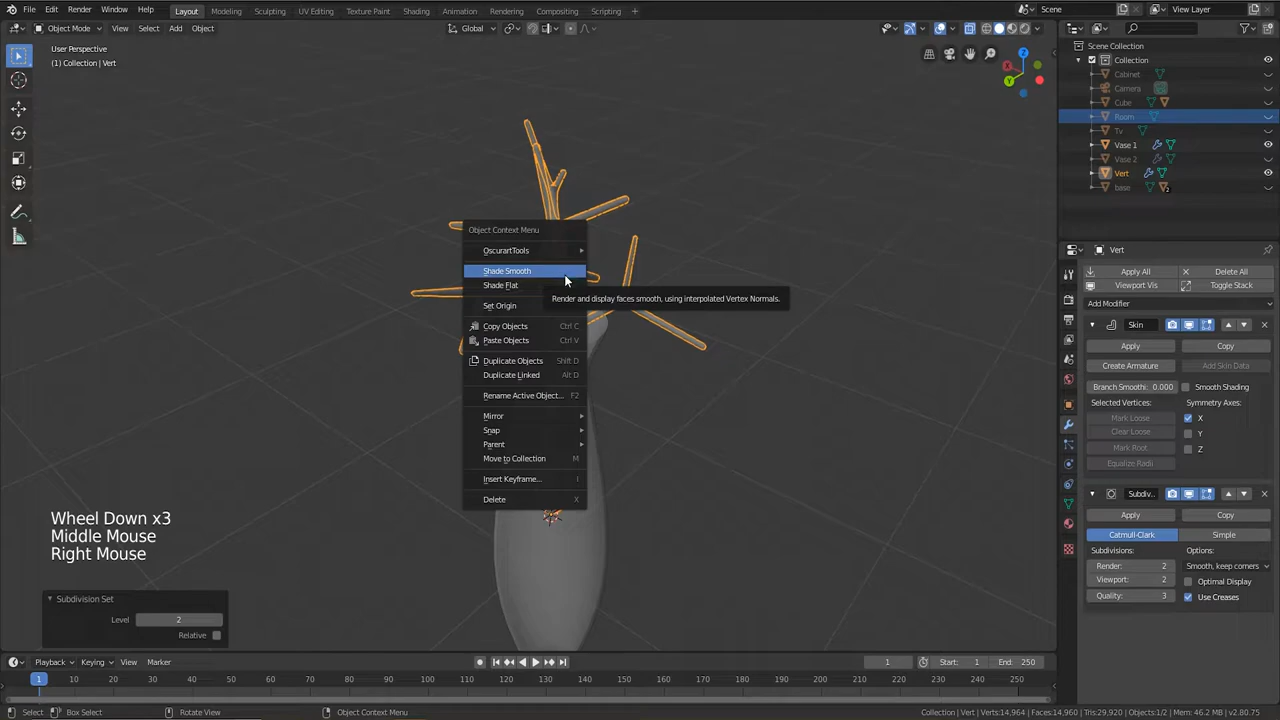 File Edit Render Window Help
Layout Modeling Sculpting UV Editing Texture Paint Shading Animation Rendering Compositing Scripting +
Scene View Layer
Object Mode View Select Add Object
Global
User Perspective
(1) Collection | Vert
Scene Collection
Collection
Cabinet
Camera
Cube
Room
Tv
Vase 1
Vase 2
Vert
base
2
X
Y
Z
Object Context Menu
OscurartTools
Shade Smooth
Shade Flat
Render and display faces smooth, using interpolated Vertex Normals.
Set Origin
Copy Objects Ctrl C
Paste Objects Ctrl V
Duplicate Objects Shift D
Duplicate Linked Alt D
Rename Active Object... F2
Mirror
Snap
Parent
Move to Collection M
Insert Keyframe... I
Delete X
Vert
Apply All Delete All
Viewport Vis Toggle Stack
Add Modifier
Skin
Apply Copy
Create Armature Add Skin Data
Branch Smoothi: 0.000 Smooth Shading
Selected Vertices: Symmetry Axes:
Mark Loose X
Clear Loose Y
Mark Root Z
Equalize Radii
Subdiv..
Apply Copy
Catmull-Clark Simple
Subdivisions: Options:
Render: 2 Smooth, keep corners
Viewport: 2 Optimal Display
Quality: 3 Use Creases
Wheel Down x3
Middle Mouse
Right Mouse
Subdivision Set
Level 2
Relative
Playback Keying View Marker
1 Start: 1 End: 250
1 10 20 30 40 50 60 70 80 90 100 110 120 130 140 150 160 170 180 190 200 210 220 230 240 250
Select Box Select Rotate View Object Context Menu
Collection | Vert | Verts:14,964 | Faces:14,960 | Tris:29,920 | Objects:1/2 | Mem: 46.2 MB | v2.80.75